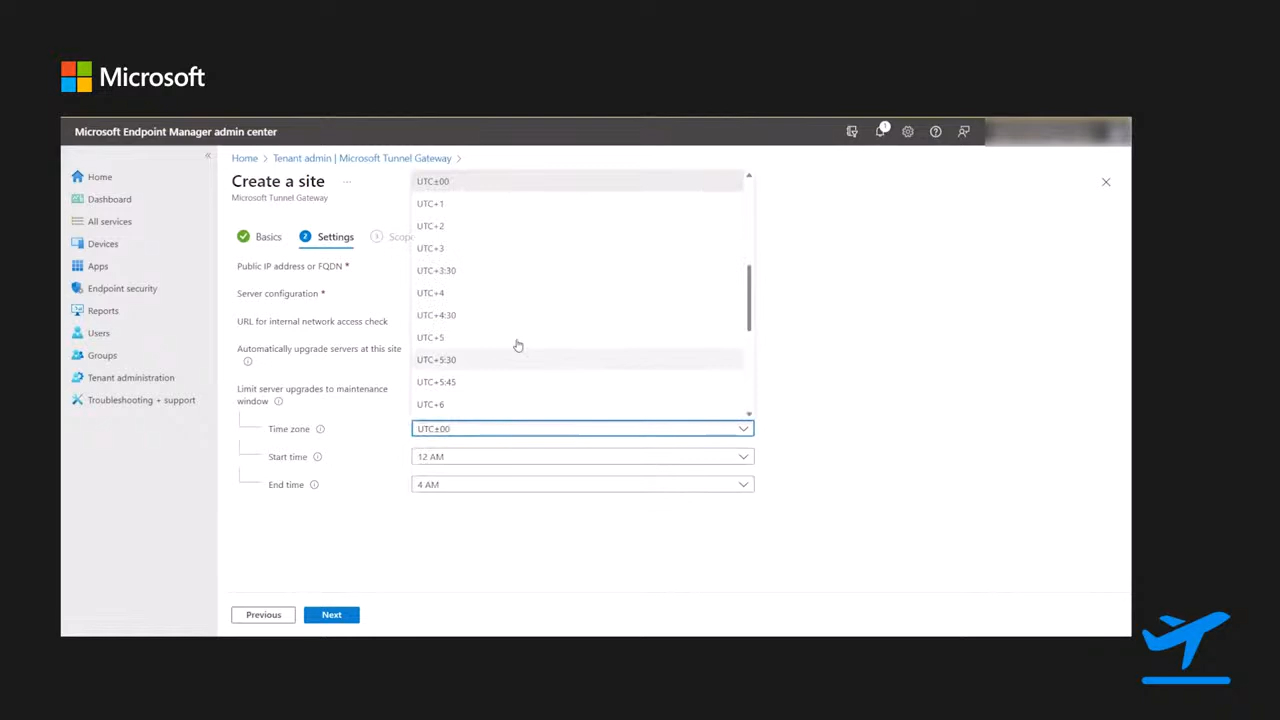 Microsoft
Microsoft Endpoint Manager admin center
1
«
Home
Dashboard
All services
Devices
Apps
Endpoint security
Reports
Users
Groups
Tenant administration
Troubleshooting + support
Home > Tenant admin | Microsoft Tunnel Gateway >
Create a site ...
Microsoft Tunnel Gateway
Basics 2 Settings 3 Scop
Public IP address or FQDN *
Server configuration *
URL for internal network access check
Automatically upgrade servers at this site
Limit server upgrades to maintenance
window
UTC±00
UTC+1
UTC+2
UTC+3
UTC+3:30
UTC+4
UTC+4:30
UTC+5
UTC+5:30
UTC+5:45
UTC+6
Time zone UTC±00
Start time 12 AM
End time 4 AM
Previous Next